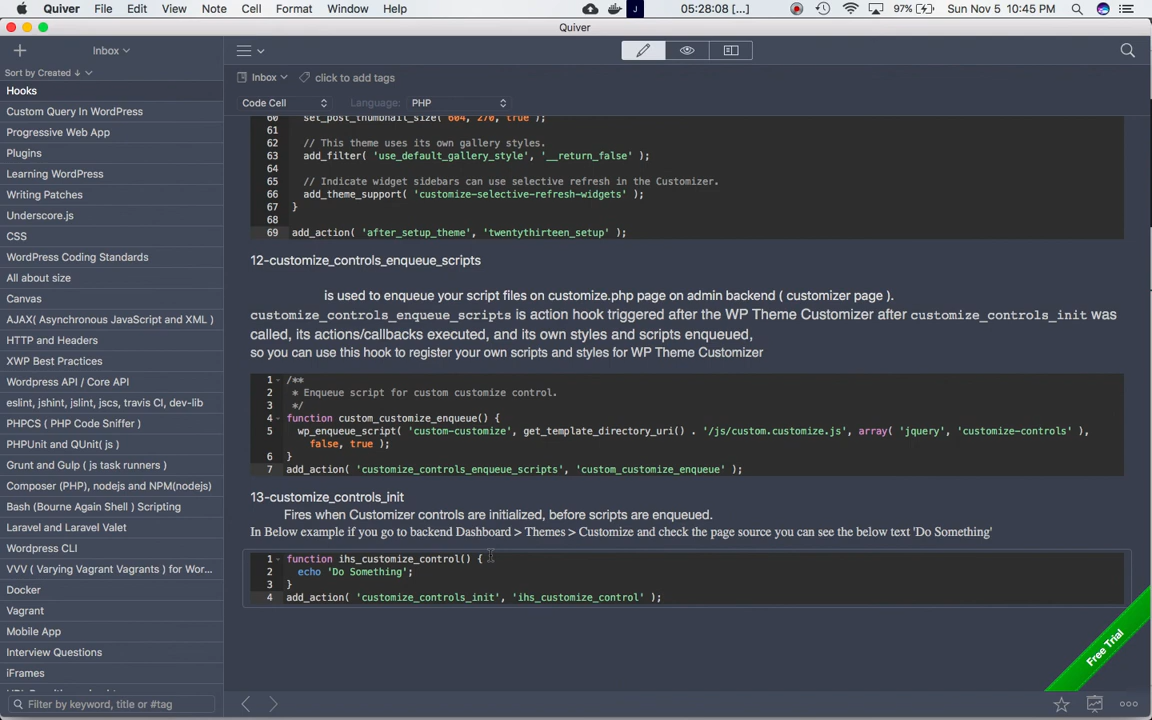 Quiver File Edit View Note Cell Format Window Help 05:28:08 [...] J 97% Sun Nov 5 10:45 PM
Quiver
Inbox
Sort by Created
Hooks
Custom Query In WordPress
Progressive Web App
Plugins
Learning WordPress
Writing Patches
Underscore.js
CSS
WordPress Coding Standards
All about size
Canvas
AJAX( Asynchronous JavaScript and XML )
HTTP and Headers
XWP Best Practices
Wordpress API / Core API
eslint, jshint, jslint, jscs, travis CI, dev-lib
PHPCS ( PHP Code Sniffer )
PHPUnit and QUnit( js )
Grunt and Gulp ( js task runners )
Composer (PHP), nodejs and NPM(nodejs)
Bash (Bourne Again Shell ) Scripting
Laravel and Laravel Valet
Wordpress CLI
VVV ( Varying Vagrant Vagrants ) for Wor...
Docker
Vagrant
Mobile App
Interview Questions
iFrames
Filter by keyword, title or #tag
Inbox click to add tags
Code Cell Language: PHP
60 set_post_thumbnail_size( 604, 270, true );
61
62 // This theme uses its own gallery styles.
63 add_filter( 'use_default_gallery_style', '__return_false' );
64
65 // Indicate widget sidebars can use selective refresh in the Customizer.
66 add_theme_support( 'customize-selective-refresh-widgets' );
67 }
68
69 add_action( 'after_setup_theme', 'twentythirteen_setup' );
12-customize_controls_enqueue_scripts
is used to enqueue your script files on customize.php page on admin backend ( customizer page ).
customize_controls_enqueue_scripts is action hook triggered after the WP Theme Customizer after customize_controls_init was
called, its actions/callbacks executed, and its own styles and scripts enqueued,
so you can use this hook to register your own scripts and styles for WP Theme Customizer
1 /**
2 * Enqueue script for custom customize control.
3 */
4 function custom_customize_enqueue() {
5 wp_enqueue_script( 'custom-customize', get_template_directory_uri() . '/js/custom.customize.js', array( 'jquery', 'customize-controls' ),
false, true );
6 }
7 add_action( 'customize_controls_enqueue_scripts', 'custom_customize_enqueue' );
13-customize_controls_init
Fires when Customizer controls are initialized, before scripts are enqueued.
In Below example if you go to backend Dashboard > Themes > Customize and check the page source you can see the below text 'Do Something'
1 function ihs_customize_control() {
2 echo 'Do Something';
3 }
4 add_action( 'customize_controls_init', 'ihs_customize_control' );
Free Trial